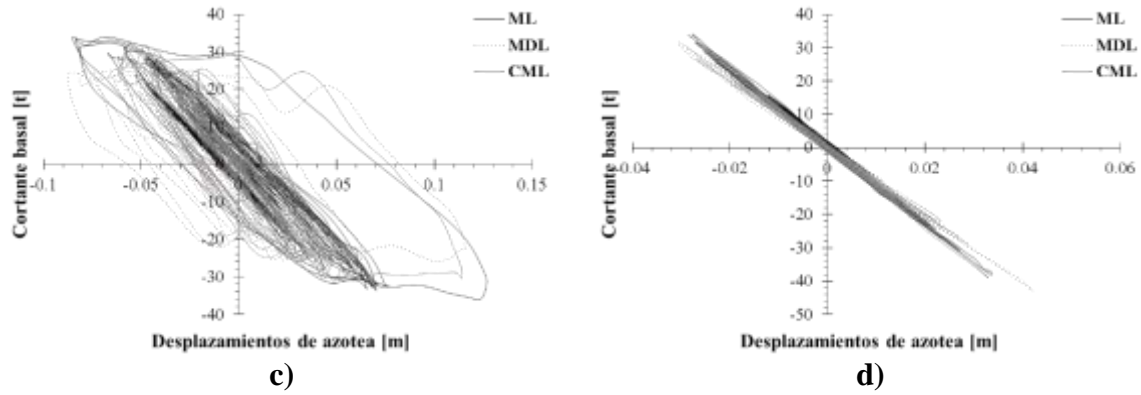 40
30
20
10
0
-10
-20
-30
-40
-0.1
-0.05
0
0.05
0.1
0.15
Cortante basal [t]
Desplazamientos de azotea [m]
ML
MDL
CML
c)
40
30
20
10
0
-10
-20
-30
-40
-50
-0.04
-0.02
0
0.02
0.04
0.06
Cortante basal [t]
Desplazamientos de azotea [m]
ML
MDL
CML
d)